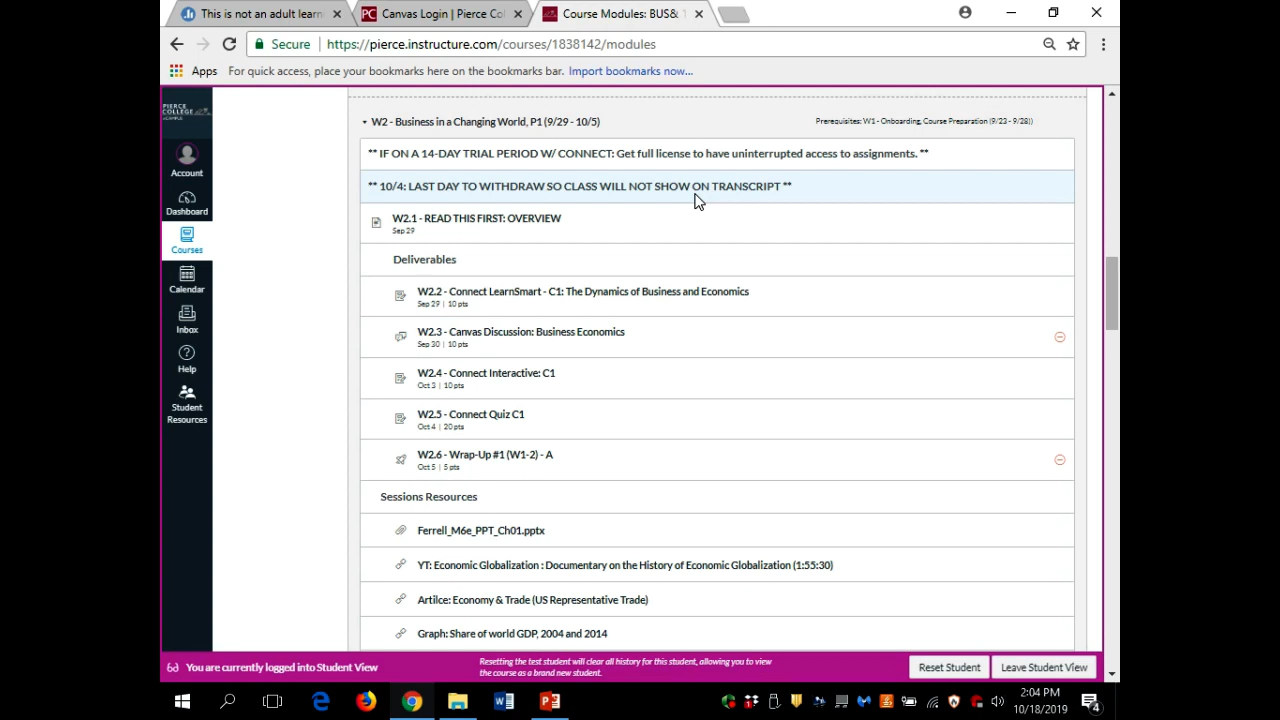 This is not an adult learn
Canvas Login | Pierce Co
Course Modules: BUS& 
Secure
https://pierce.instructure.com/courses/1838142/modules
Apps
For quick access, place your bookmarks here on the bookmarks bar. Import bookmarks now...
PIERCE
COLLEGE
W2 - Business in a Changing World, P1 (9/29 - 10/5)
Prerequisites: W1 - Onboarding, Course Preparation (9/23 - 9/28))
** IF ON A 14-DAY TRIAL PERIOD W/ CONNECT: Get full license to have uninterrupted access to assignments. **
** 10/4: LAST DAY TO WITHDRAW SO CLASS WILL NOT SHOW ON TRANSCRIPT **
W2.1 - READ THIS FIRST: OVERVIEW
Sep 29
Deliverables
W2.2 - Connect LearnSmart - C1: The Dynamics of Business and Economics
Sep 29 | 10 pts
W2.3 - Canvas Discussion: Business Economics
Sep 30 | 10 pts
W2.4 - Connect Interactive: C1
Oct 3 | 10 pts
W2.5 - Connect Quiz C1
Oct 4 | 20 pts
W2.6 - Wrap-Up #1 (W1-2) - A
Oct 5 | 5 pts
Sessions Resources
Ferrell_M6e_PPT_Ch01.pptx
YT: Economic Globalization : Documentary on the History of Economic Globalization (1:55:30)
Artilce: Economy & Trade (US Representative Trade)
Graph: Share of world GDP, 2004 and 2014
Account
Dashboard
Courses
Calendar
Inbox
Help
Student
Resources
You are currently logged into Student View
Resetting the test student will clear all history for this student, allowing you to view
the course as a brand new student.
Reset Student
Leave Student View
2:04 PM
10/18/2019
4